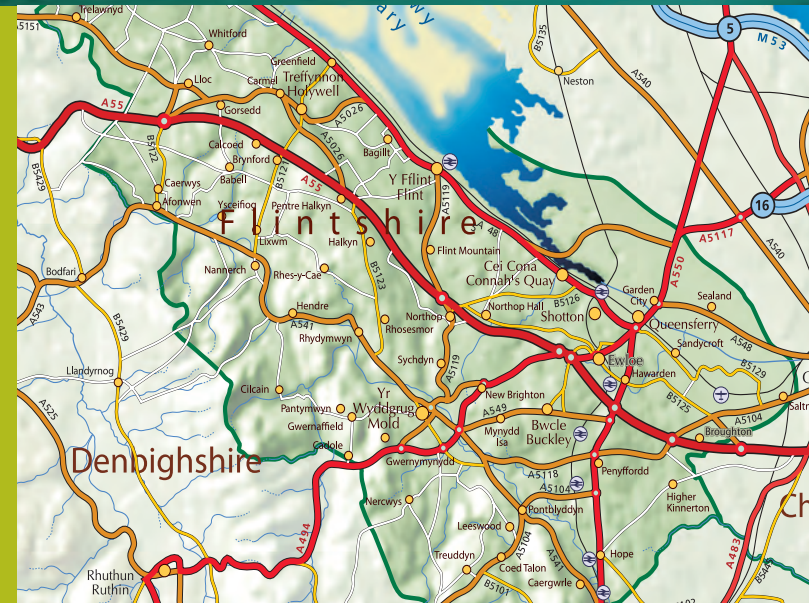 Trelawnyd
A5151
Whitford
Greenfield
Lloc
Carmel
Treffynnon
Holywell
Gorsedd
A55
A5026
A5026
Calcoed
Brynford
Babell
B5122
B5121
Bagillt
B5429
Caerwys
Afonwen
Ysceifiog
Pentre Halkyn
A55
Y Fflint
Flint
A5119
A 48
Flintshire
Lixwm
Halkyn
Flint Mountain
Nannerch
Rhes-y-Cae
B5123
Bodfari
A543
B5429
Hendre
A541
Rhydymwyn
Rhosesmor
Northop
Northop Hall
Cei Cona
Connah's Quay
B5126
Shotton
Garden
City
Sealand
Queensferry
Sandycroft
A548
Ewloe
Hawarden
B5129
B5125
A5104
Broughton
Sychdyn
A5119
Llandyrnog
A525
Cilcain
Pantymwyn
Gwernaffield
Cadole
Yr
Wyddgrug
Mold
New Brighton
A549
Mynydd
Isa
Bwcle
Buckley
Gwernymynydd
A5118
A5104
Penyffordd
Higher
Kinnerton
Denbighshire
A494
Nercwys
Pontblyddyn
Leeswood
Treuddyn
Coed Talon
A5104
A541
Caergwrle
Hope
B5101
Rhuthun
Ruthin
A483
B5445
Neston
B5135
A540
5
M53
16
A5117
A540
A550